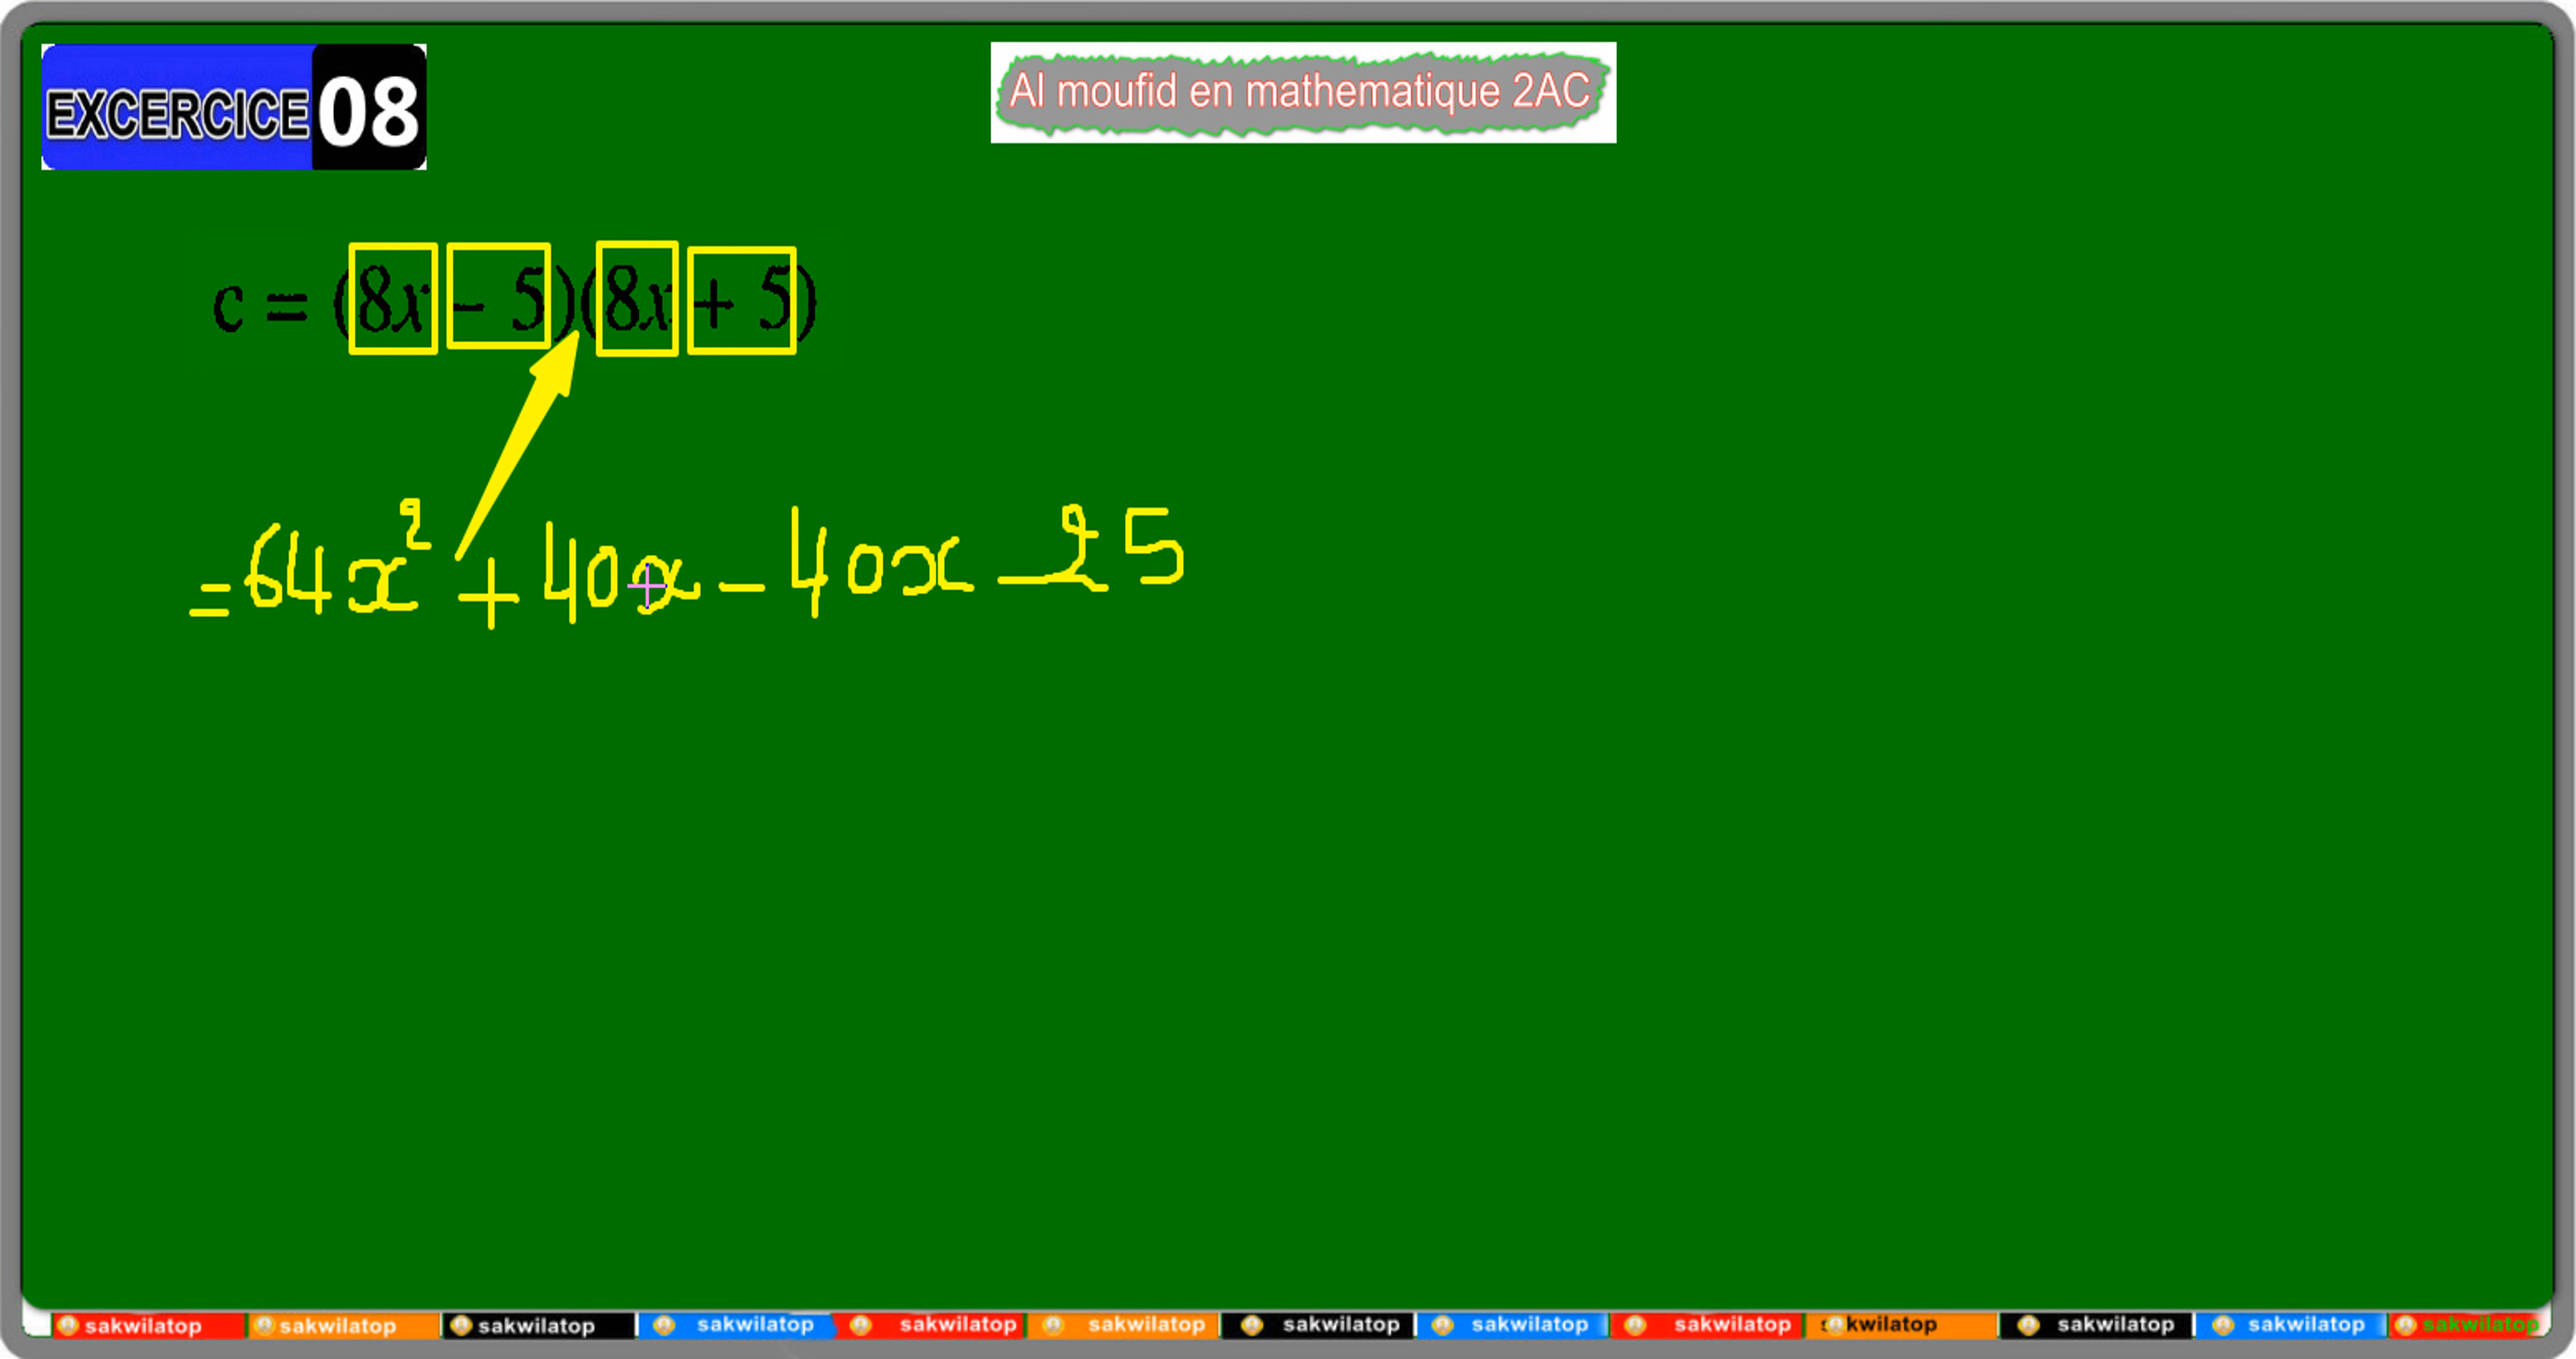 EXCERCICE 08
Al moufid en mathematique 2AC
c = (8x - 5)(8x + 5)
=64x² + 40x - 40x - 25
sakwilatop sakwilatop sakwilatop sakwilatop sakwilatop sakwilatop sakwilatop sakwilatop sakwilatop kwilatop sakwilatop sakwilatop sakwilatop